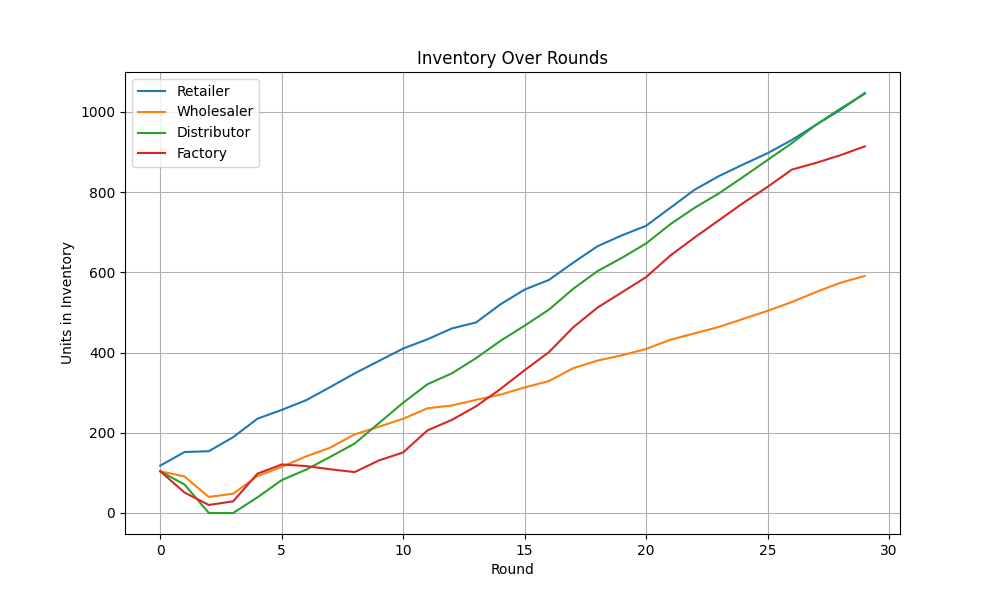 Inventory Over Rounds
Retailer
Wholesaler
Distributor
Factory
Units in Inventory
1000
800
600
400
200
0
0 5 10 15 20 25 30
Round